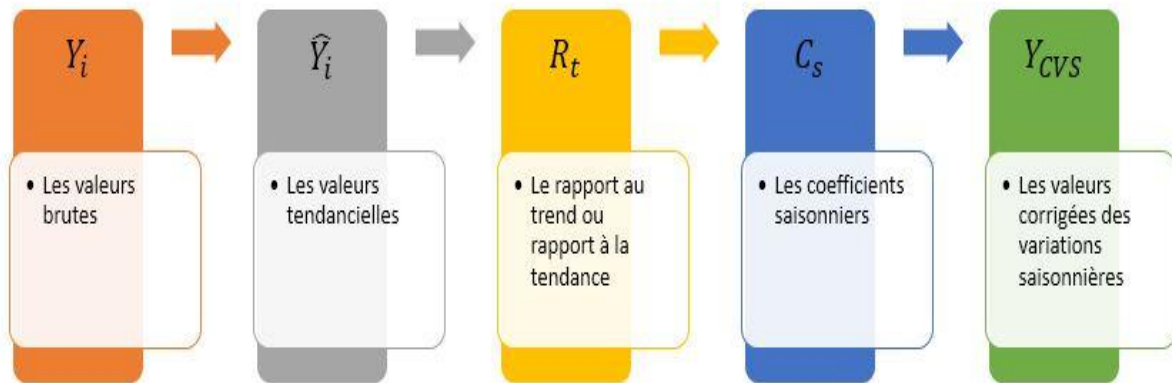 Y_i
Ŷ_i
R_t
C_s
Y_CVS
• Les valeurs
brutes
• Les valeurs
tendancielles
• Le rapport au
trend ou
rapport à la
tendance
• Les coefficients
saisonniers
• Les valeurs
corrigées des
variations
saisonnières